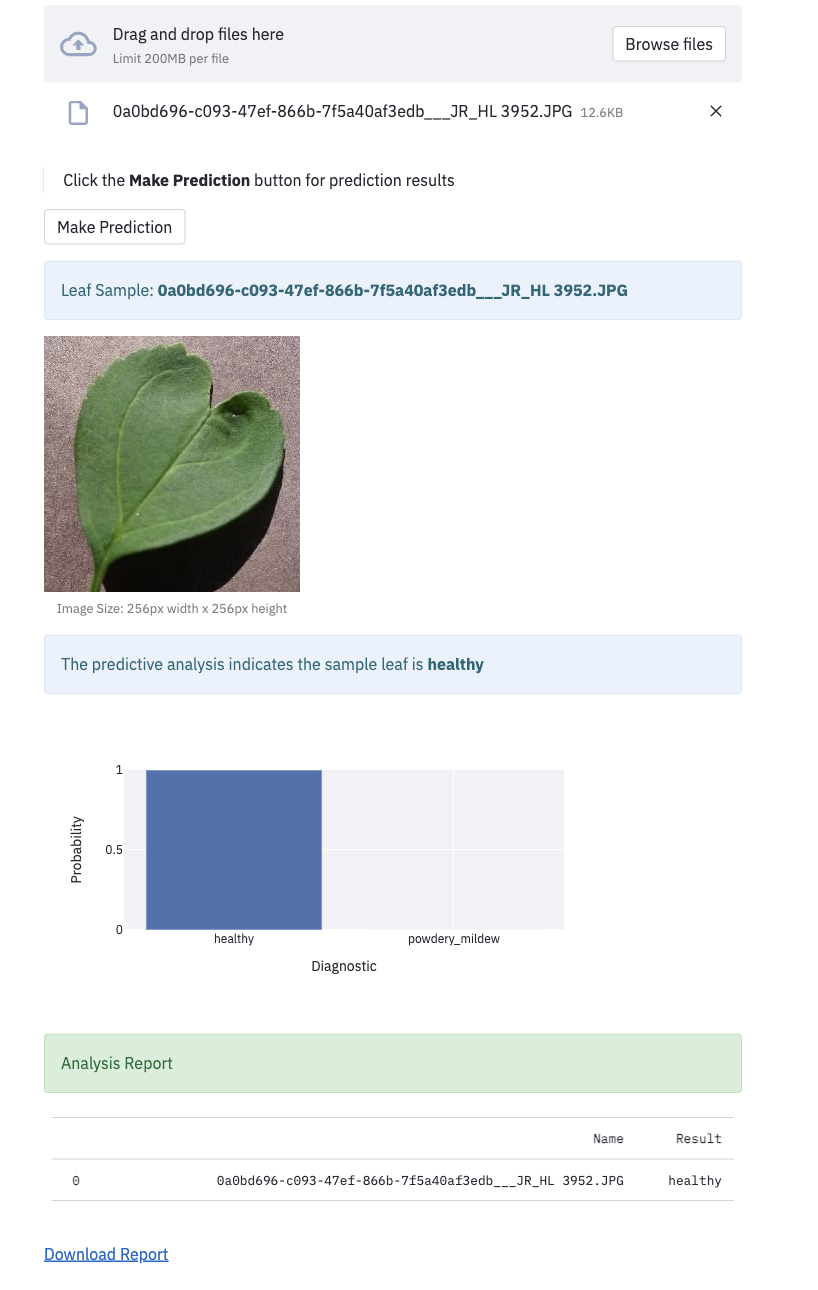 Drag and drop files here
Limit 200MB per file
Browse files
0a0bd696-c093-47ef-866b-7f5a40af3edb___JR_HL 3952.JPG 12.6KB
Click the Make Prediction button for prediction results
Make Prediction
Leaf Sample: 0a0bd696-c093-47ef-866b-7f5a40af3edb___JR_HL 3952.JPG
Image Size: 256px width x 256px height
The predictive analysis indicates the sample leaf is healthy
1
0.5
0
Probability
healthy powdery_mildew
Diagnostic
Analysis Report
Name Result
0 0a0bd696-c093-47ef-866b-7f5a40af3edb___JR_HL 3952.JPG healthy
Download Report